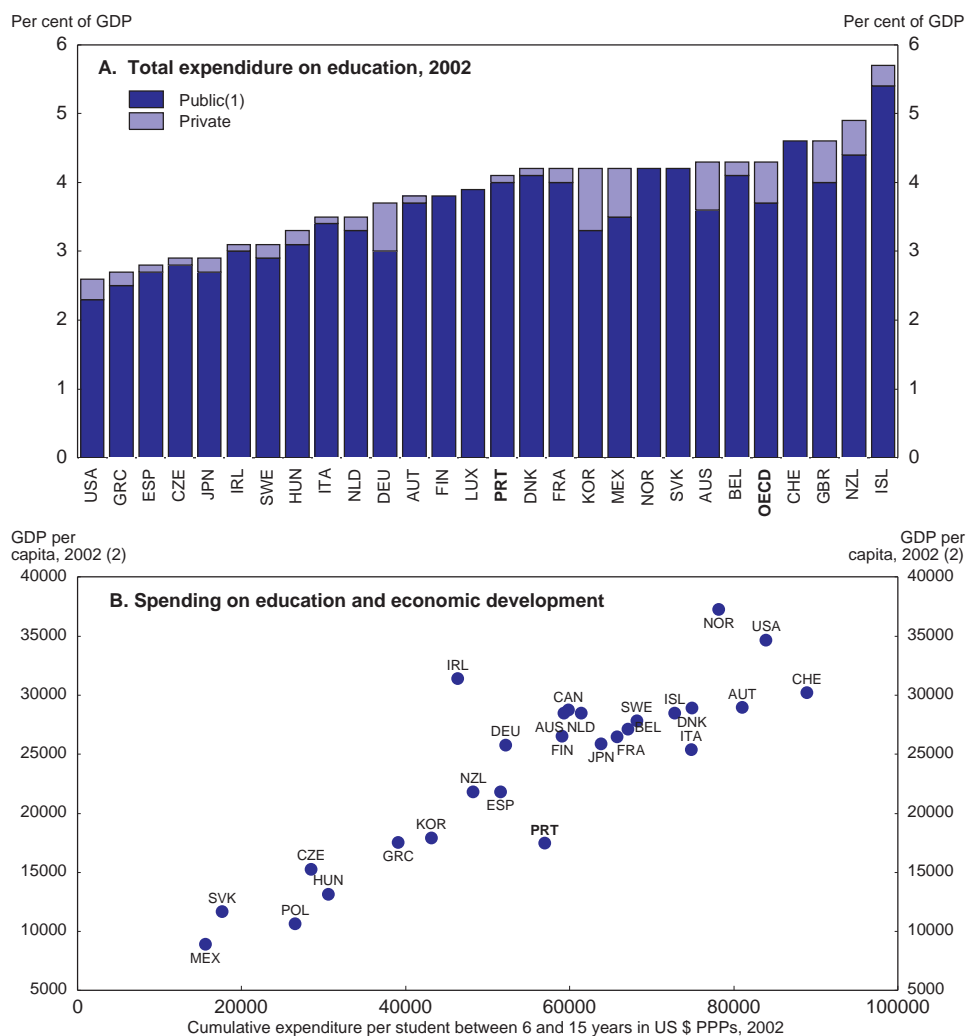 Per cent of GDP Per cent of GDP
6 6
A. Total expendidure on education, 2002
Public(1)
5 5
Private
4 4
3 3
2 2
1 1
0 0
USA GRC ESP CZE JPN IRL SWE HUN ITA NLD DEU AUT FIN LUX PRT DNK FRA KOR MEX NOR SVK AUS BEL OECD CHE GBR NZL ISL
GDP per GDP per
capita, 2002 (2) capita, 2002 (2)
40000 40000
B. Spending on education and economic development
NOR USA
35000 35000
IRL CHE
30000 30000
CAN ISL AUT
SWE
AUS NLD BEL DNK
DEU ITA
FIN JPN FRA
25000 25000
NZL
ESP
20000 20000
KOR PRT
GRC
CZE
15000 15000
HUN
SVK
POL
10000 10000
MEX
5000 5000
0 20000 40000 60000 80000 100000
Cumulative expenditure per student between 6 and 15 years in US $ PPPs, 2002